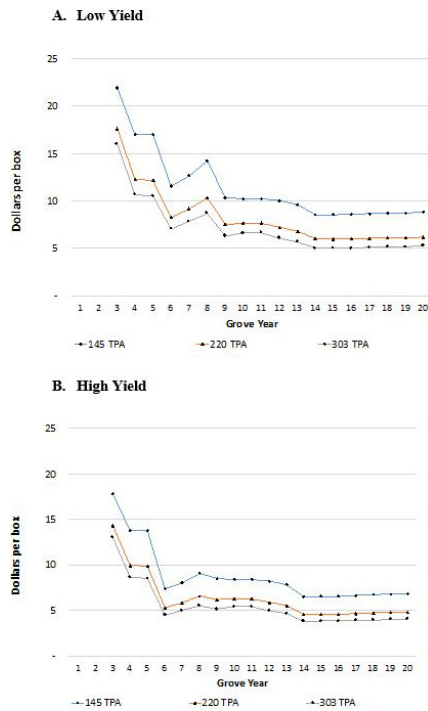 A. Low Yield
25
20
15
10
5
-
Dollars per box
1 2 3 4 5 6 7 8 9 10 11 12 13 14 15 16 17 18 19 20
Grove Year
145 TPA 220 TPA 303 TPA
B. High Yield
25
20
15
10
5
-
Dollars per box
1 2 3 4 5 6 7 8 9 10 11 12 13 14 15 16 17 18 19 20
Grove Year
145 TPA 220 TPA 303 TPA